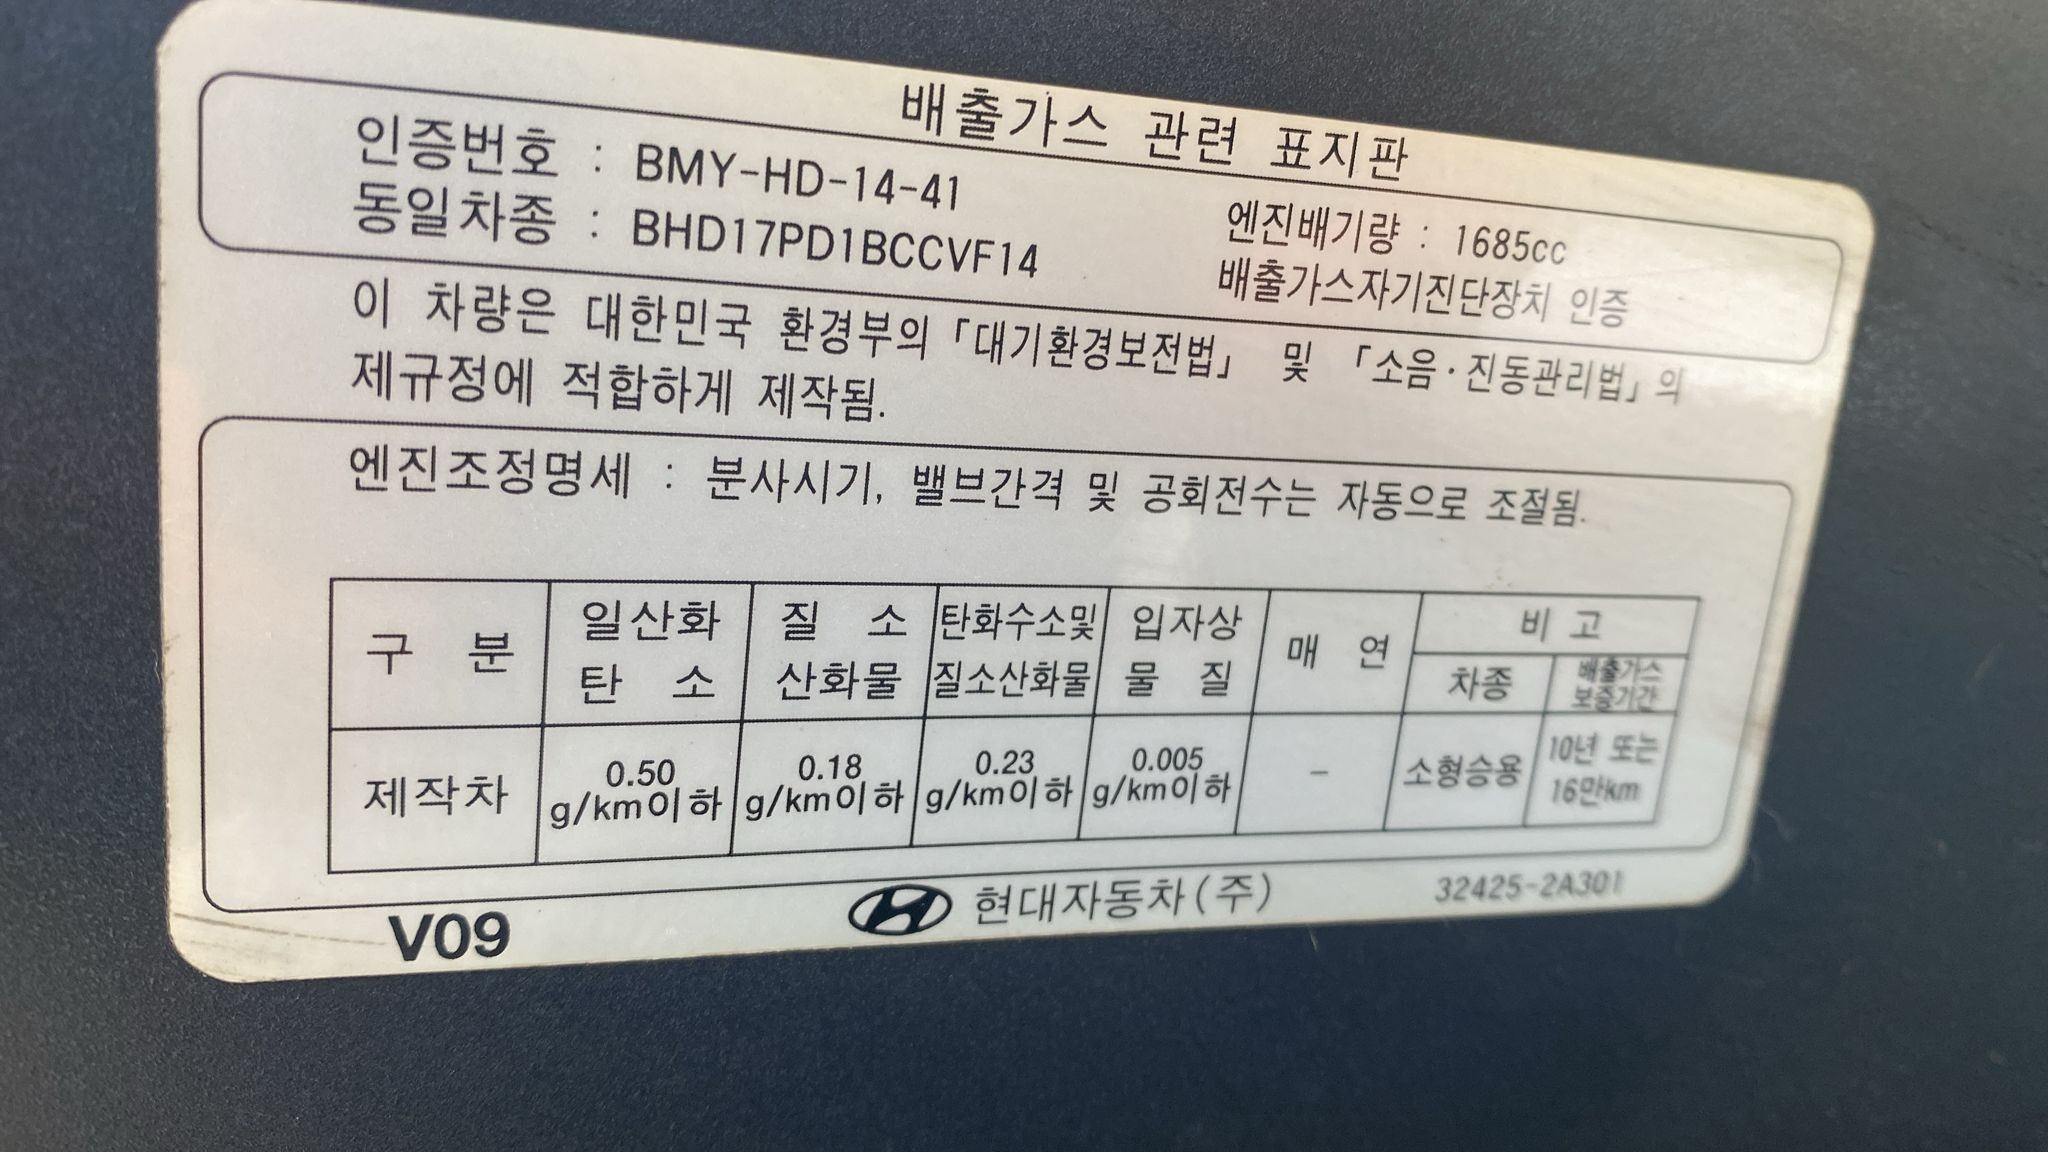 배출가스 관련 표지판
인증번호 : BMY-HD-14-41
엔진배기량 : 1685cc
동일차종 : BHD17PD1BCCVF14
배출가스자기진단장치 인증
이 차량은 대한민국 환경부의 「대기환경보전법」 및 「소음·진동관리법」의
제규정에 적합하게 제작됨.
엔진조정명세 : 분사시기, 밸브간격 및 공회전수는 자동으로 조절됨.
구 분 일산화 탄 소 질 소 산화물 탄화수소및 질소산화물 입자상 물 질 매 연 비 고
차종 배출가스 보증기간
제작차 0.50 g/km이하 0.18 g/km이하 0.23 g/km이하 0.005 g/km이하 - 소형승용 10년 또는 16만km
V09 현대자동차(주) 32425-2A301